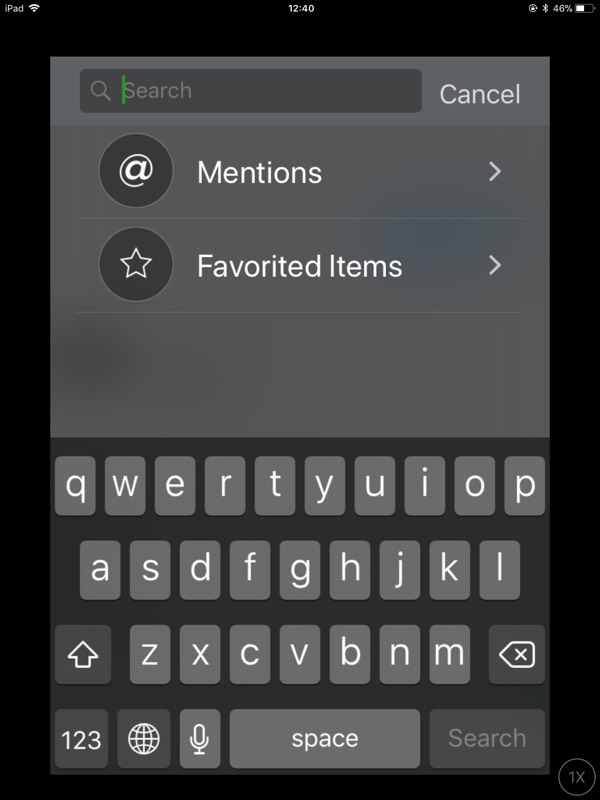 iPad 12:40 46%
Search Cancel
@ Mentions
Favorited Items
q w e r t y u i o p
a s d f g h j k l
z x c v b n m
123 space Search
1X